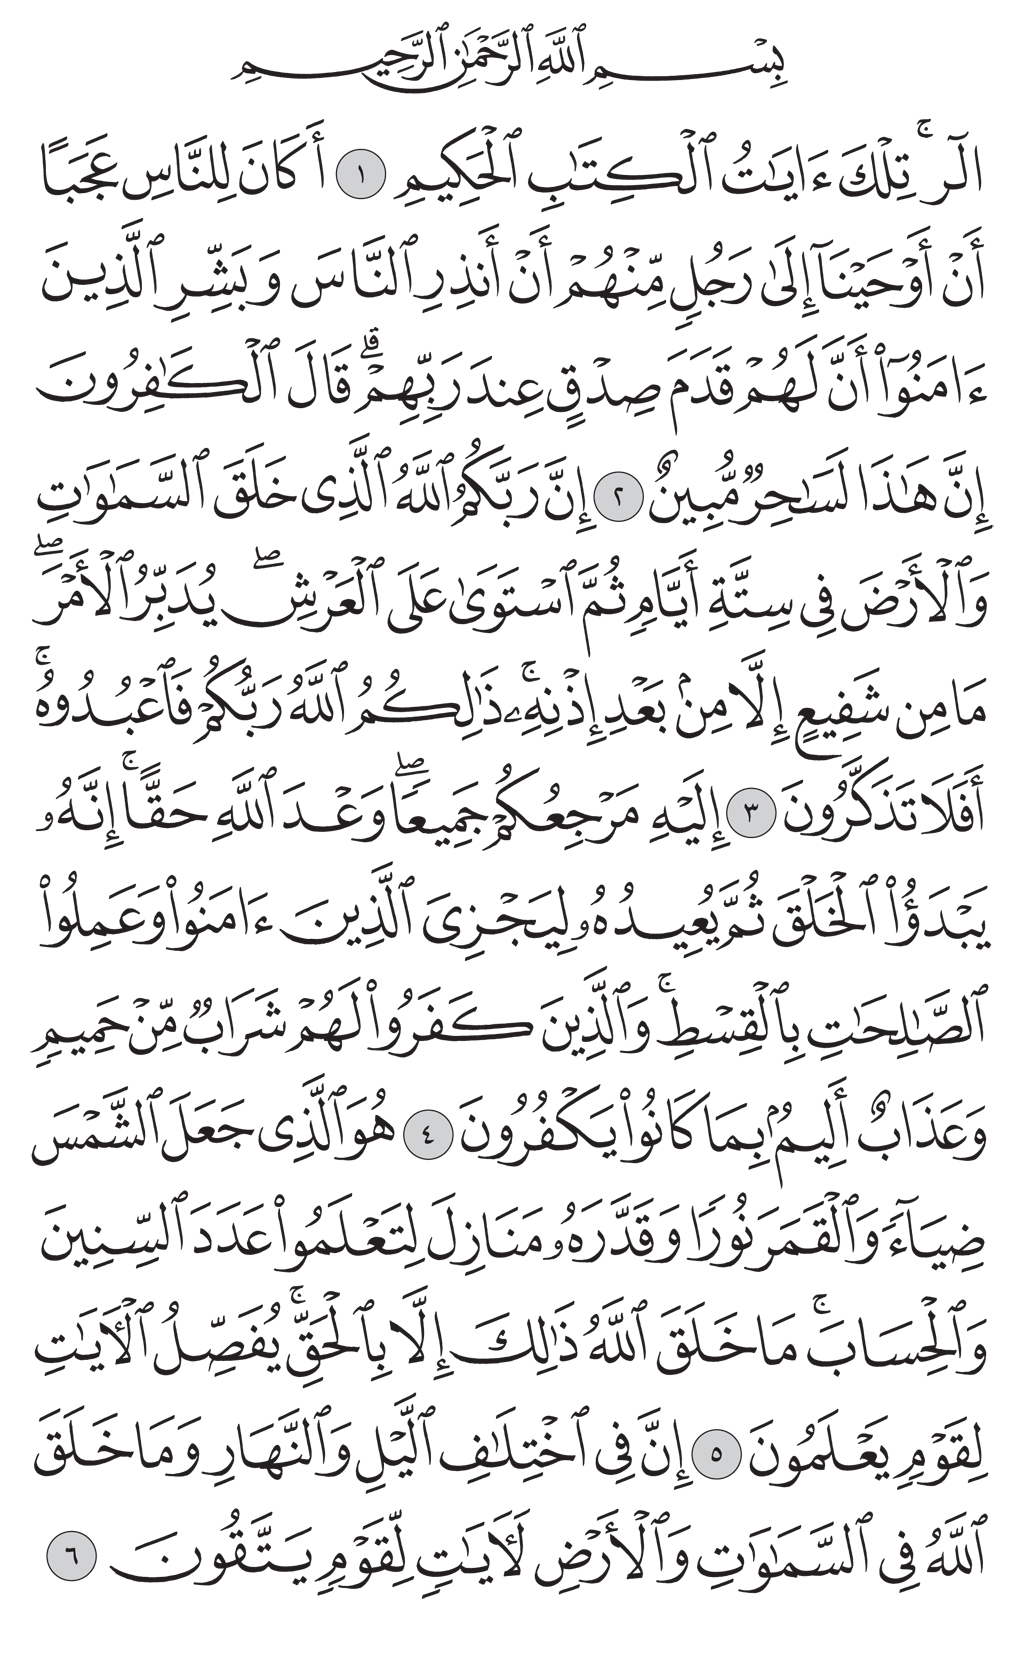 بِسۡمِ ٱللَّهِ ٱلرَّحۡمَٰنِ ٱلرَّحِيمِ
الٓرۚ تِلۡكَ ءَايَٰتُ ٱلۡكِتَٰبِ ٱلۡحَكِيمِ ١ أَكَانَ لِلنَّاسِ عَجَبًا
أَنۡ أَوۡحَيۡنَآ إِلَىٰ رَجُلٖ مِّنۡهُمۡ أَنۡ أَنذِرِ ٱلنَّاسَ وَبَشِّرِ ٱلَّذِينَ
ءَامَنُوٓاْ أَنَّ لَهُمۡ قَدَمَ صِدۡقٍ عِندَ رَبِّهِمۡۗ قَالَ ٱلۡكَٰفِرُونَ
إِنَّ هَٰذَا لَسَٰحِرٞ مُّبِينٌ ٢ إِنَّ رَبَّكُمُ ٱللَّهُ ٱلَّذِى خَلَقَ ٱلسَّمَٰوَٰتِ
وَٱلۡأَرۡضَ فِى سِتَّةِ أَيَّامٖ ثُمَّ ٱسۡتَوَىٰ عَلَى ٱلۡعَرۡشِۖ يُدَبِّرُ ٱلۡأَمۡرَۖ
مَا مِن شَفِيعٍ إِلَّا مِنۢ بَعۡدِ إِذۡنِهِۦۚ ذَٰلِكُمُ ٱللَّهُ رَبُّكُمۡ فَٱعۡبُدُوهُۚ
أَفَلَا تَذَكَّرُونَ ٣ إِلَيۡهِ مَرۡجِعُكُمۡ جَمِيعٗاۖ وَعۡدَ ٱللَّهِ حَقًّاۚ إِنَّهُۥ
يَبۡدَؤُاْ ٱلۡخَلۡقَ ثُمَّ يُعِيدُهُۥ لِيَجۡزِىَ ٱلَّذِينَ ءَامَنُواْ وَعَمِلُواْ
ٱلصَّٰلِحَٰتِ بِٱلۡقِسۡطِۚ وَٱلَّذِينَ كَفَرُواْ لَهُمۡ شَرَابٞ مِّنۡ حَمِيمٖ
وَعَذَابٌ أَلِيمُۢ بِمَا كَانُواْ يَكۡفُرُونَ ٤ هُوَ ٱلَّذِى جَعَلَ ٱلشَّمۡسَ
ضِيَآءٗ وَٱلۡقَمَرَ نُورٗا وَقَدَّرَهُۥ مَنَازِلَ لِتَعۡلَمُواْ عَدَدَ ٱلسِّنِينَ
وَٱلۡحِسَابَۚ مَا خَلَقَ ٱللَّهُ ذَٰلِكَ إِلَّا بِٱلۡحَقِّۚ يُفَصِّلُ ٱلۡأٓيَٰتِ
لِقَوۡمٖ يَعۡلَمُونَ ٥ إِنَّ فِى ٱخۡتِلَٰفِ ٱلَّيۡلِ وَٱلنَّهَارِ وَمَا خَلَقَ
ٱللَّهُ فِى ٱلسَّمَٰوَٰتِ وَٱلۡأَرۡضِ لَأٓيَٰتٖ لِّقَوۡمٖ يَتَّقُونَ ٦